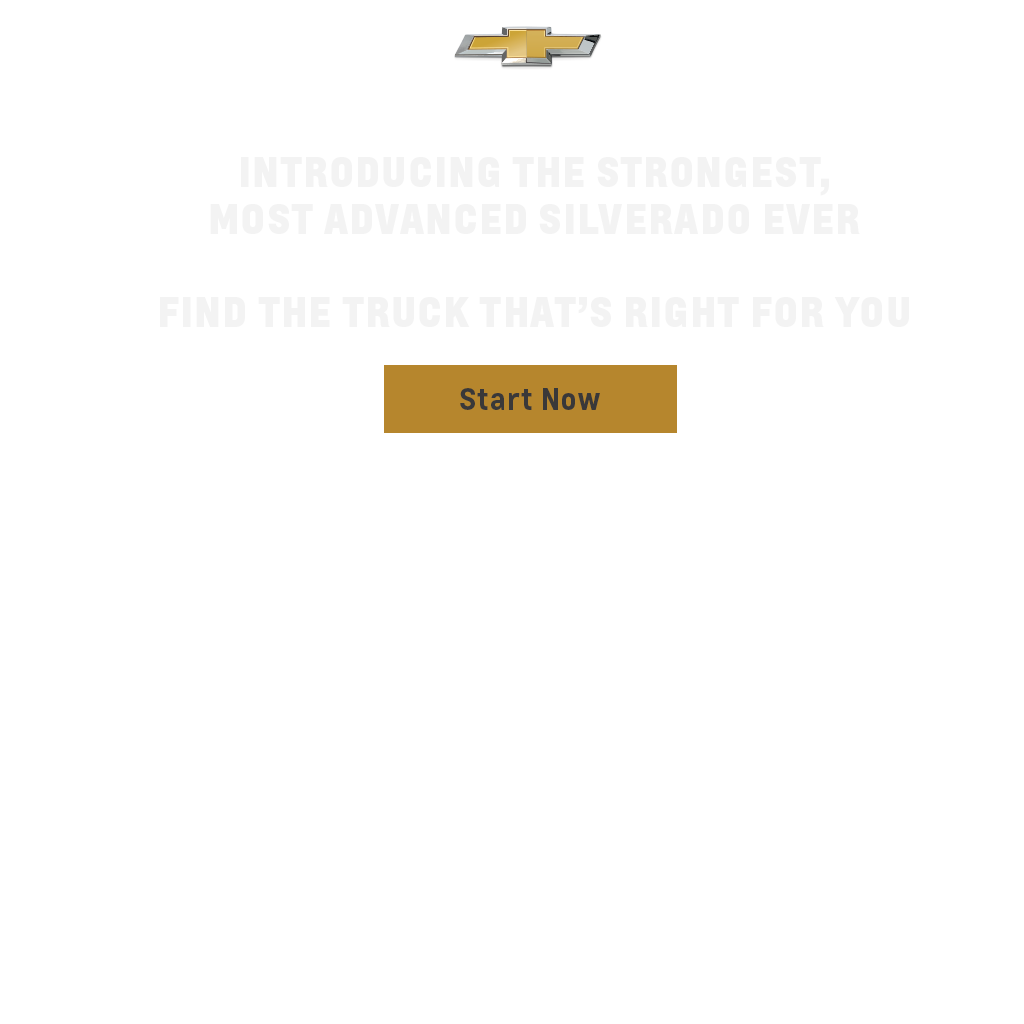 INTRODUCING THE STRONGEST,
MOST ADVANCED SILVERADO EVER
FIND THE TRUCK THAT’S RIGHT FOR YOU
Start Now